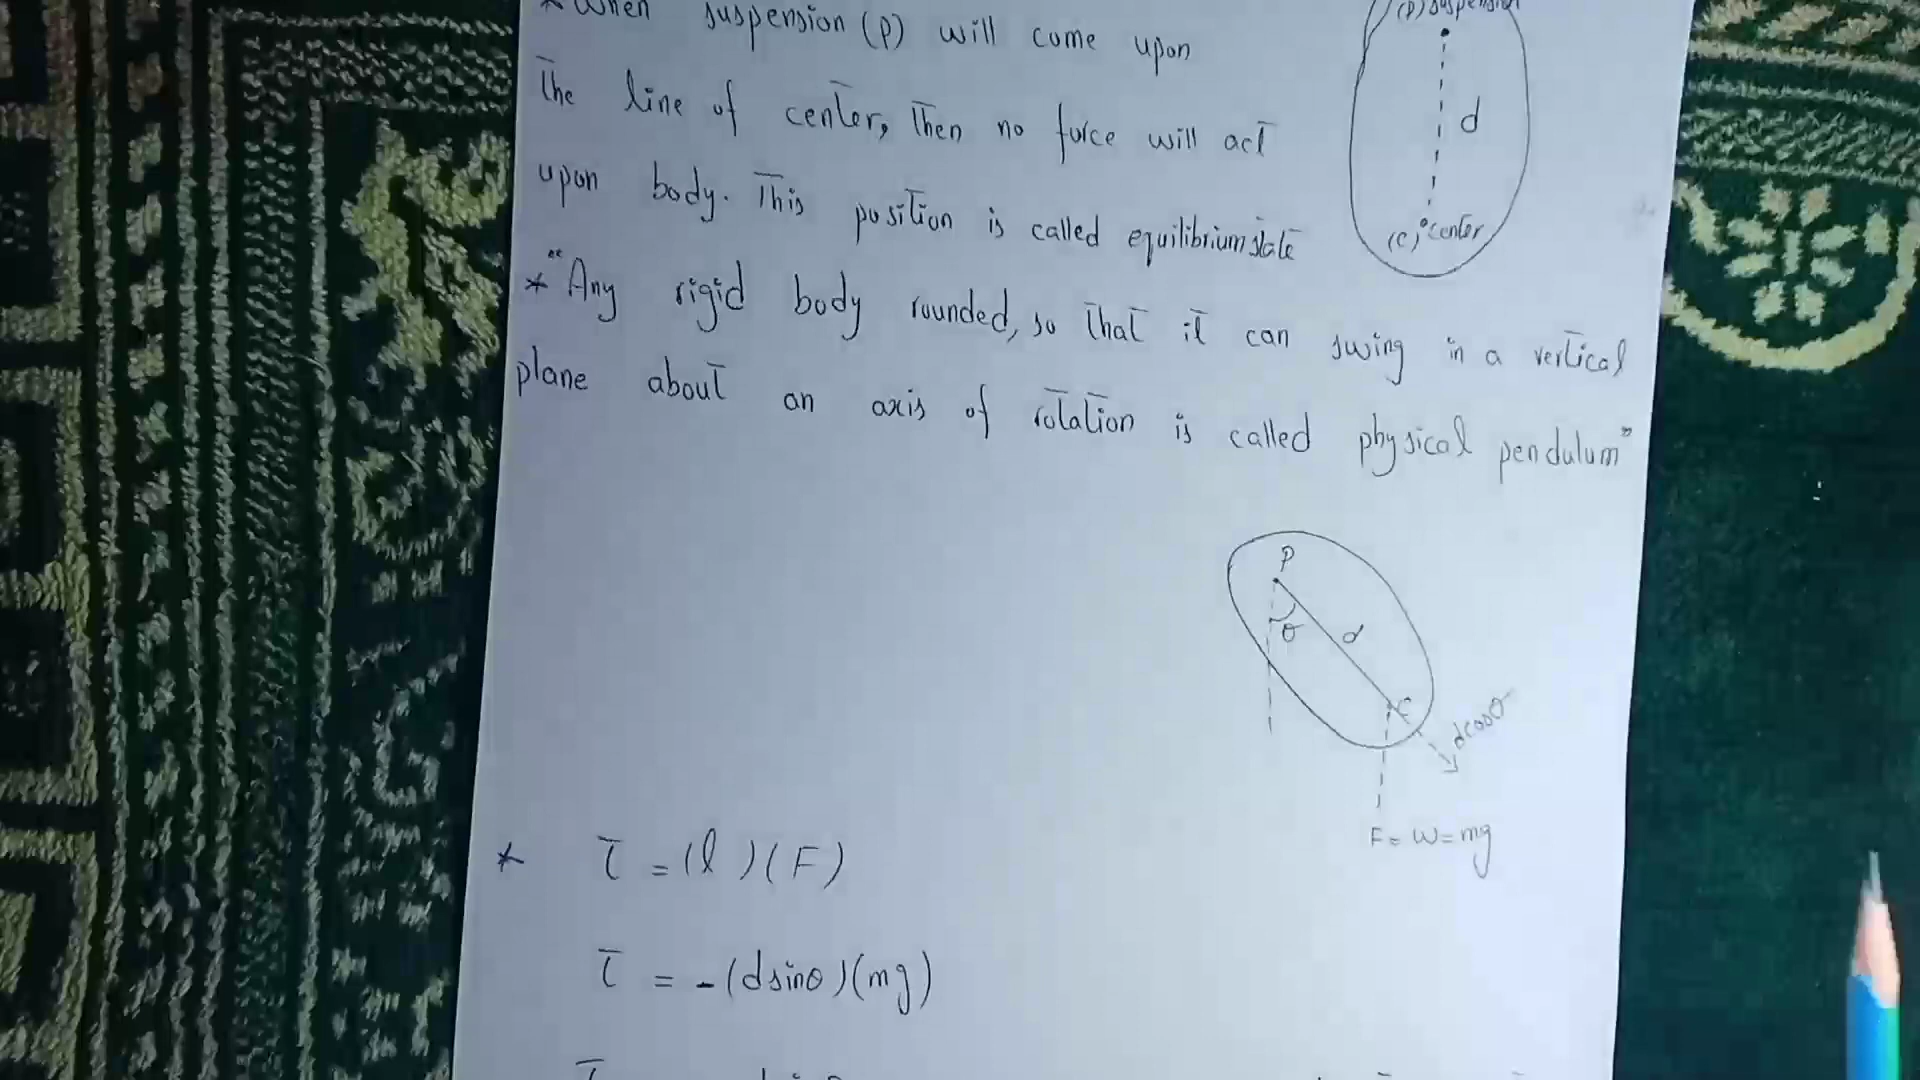 * When suspension (P) will come upon
The line of center, Then no force will act
upon body. This position is called equilibrium state
(P) suspension
d
(C) center
* "Any rigid body rounded, so That it can swing in a vertical
plane about an axis of rotation is called physical pendulum"
P
θ
d
C
dcosθ
F = W = mg
* τ = (l)(F)
τ = -(dsinθ)(mg)